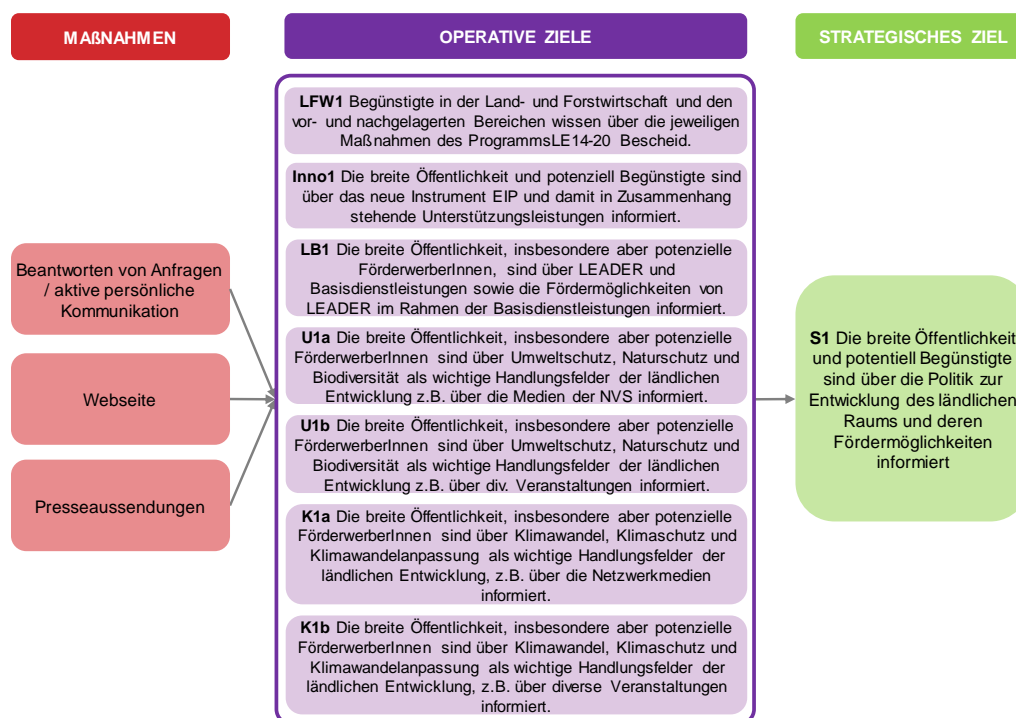 MAßNAHMEN
OPERATIVE ZIELE
STRATEGISCHES ZIEL
Beantworten von Anfragen
/ aktive persönliche
Kommunikation
Webseite
Presseaussendungen
LFW1 Begünstigte in der Land- und Forstwirtschaft und den
vor- und nachgelagerten Bereichen wissen über die jeweiligen
Maßnahmen des ProgrammsLE14-20 Bescheid.
Inno1 Die breite Öffentlichkeit und potenziell Begünstigte sind
über das neue Instrument EIP und damit in Zusammenhang
stehende Unterstützungsleistungen informiert.
LB1 Die breite Öffentlichkeit, insbesondere aber potenzielle
FörderwerberInnen, sind über LEADER und
Basisdienstleistungen sowie die Fördermöglichkeiten von
LEADER im Rahmen der Basisdienstleistungen informiert.
U1a Die breite Öffentlichkeit, insbesondere aber potenzielle
FörderwerberInnen sind über Umweltschutz, Naturschutz und
Biodiversität als wichtige Handlungsfelder der ländlichen
Entwicklung z.B. über die Medien der NVS informiert.
U1b Die breite Öffentlichkeit, insbesondere aber potenzielle
FörderwerberInnen sind über Umweltschutz, Naturschutz und
Biodiversität als wichtige Handlungsfelder der ländlichen
Entwicklung z.B. über div. Veranstaltungen informiert.
K1a Die breite Öffentlichkeit, insbesondere aber potenzielle
FörderwerberInnen sind über Klimawandel, Klimaschutz und
Klimawandelanpassung als wichtige Handlungsfelder der
ländlichen Entwicklung, z.B. über die Netzwerkmedien
informiert.
K1b Die breite Öffentlichkeit, insbesondere aber potenzielle
FörderwerberInnen sind über Klimawandel, Klimaschutz und
Klimawandelanpassung als wichtige Handlungsfelder der
ländlichen Entwicklung, z.B. über diverse Veranstaltungen
informiert.
S1 Die breite Öffentlichkeit
und potentiell Begünstigte
sind über die Politik zur
Entwicklung des ländlichen
Raums und deren
Fördermöglichkeiten
informiert